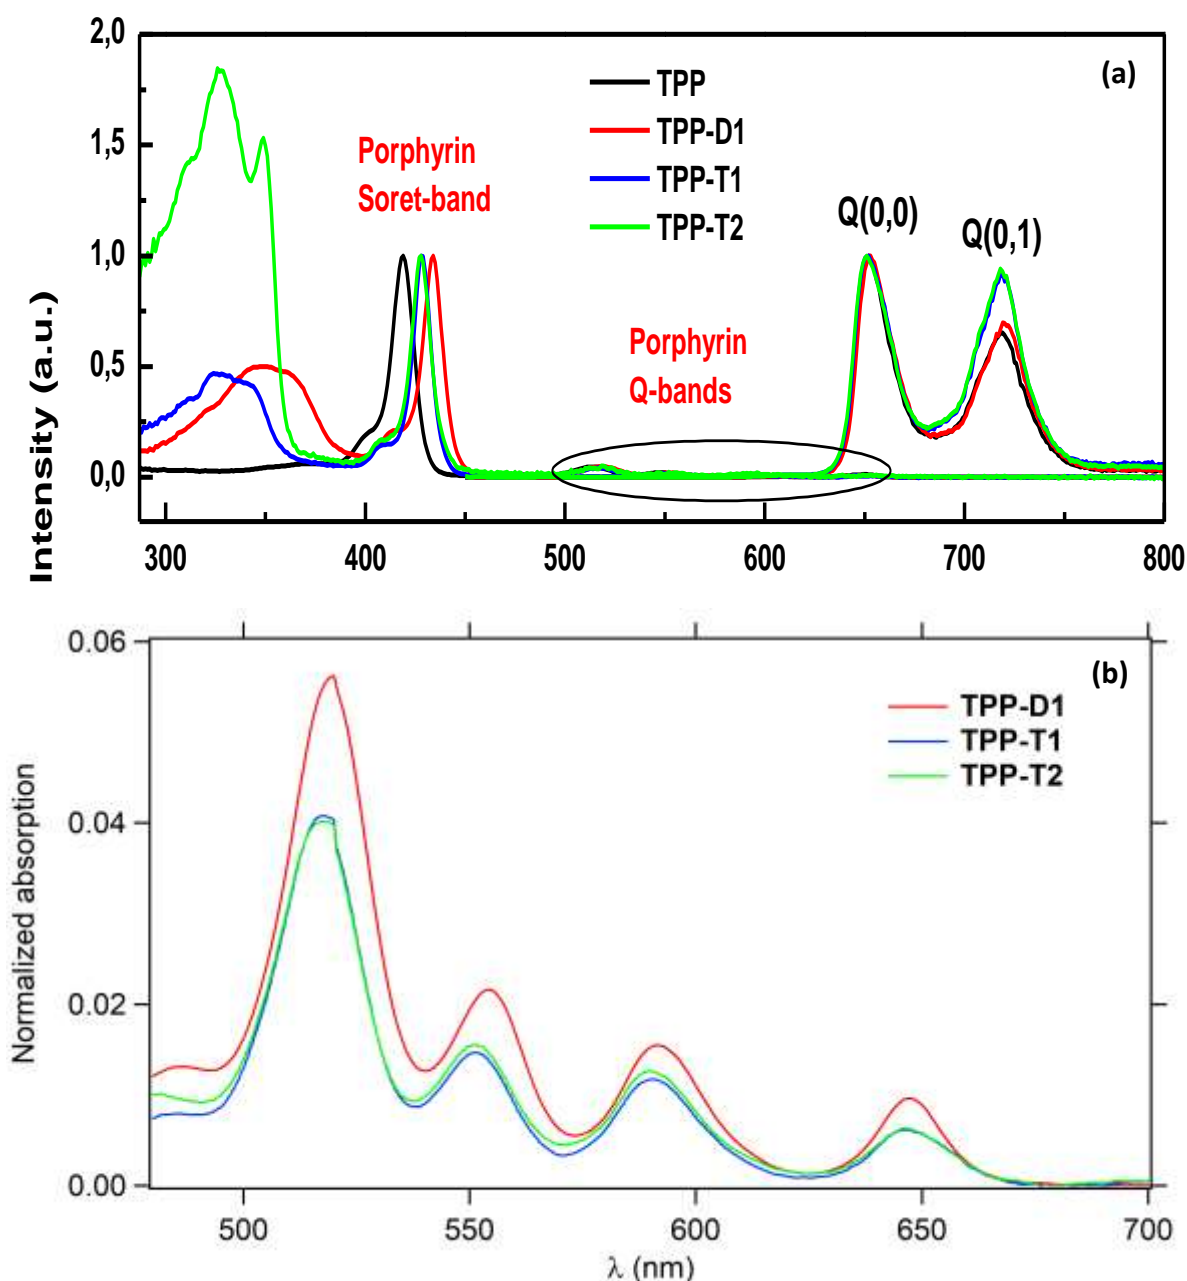 2,0
(a)
TPP
TPP-D1
TPP-T1
TPP-T2
Porphyrin
Soret-band
1,5
1,0
0,5
0,0
Q(0,0)
Q(0,1)
Porphyrin
Q-bands
Intensity (a.u.)
300
400
500
600
700
800
0.06
(b)
TPP-D1
TPP-T1
TPP-T2
0.04
0.02
0.00
Normalized absorption
500
550
600
650
700
λ (nm)